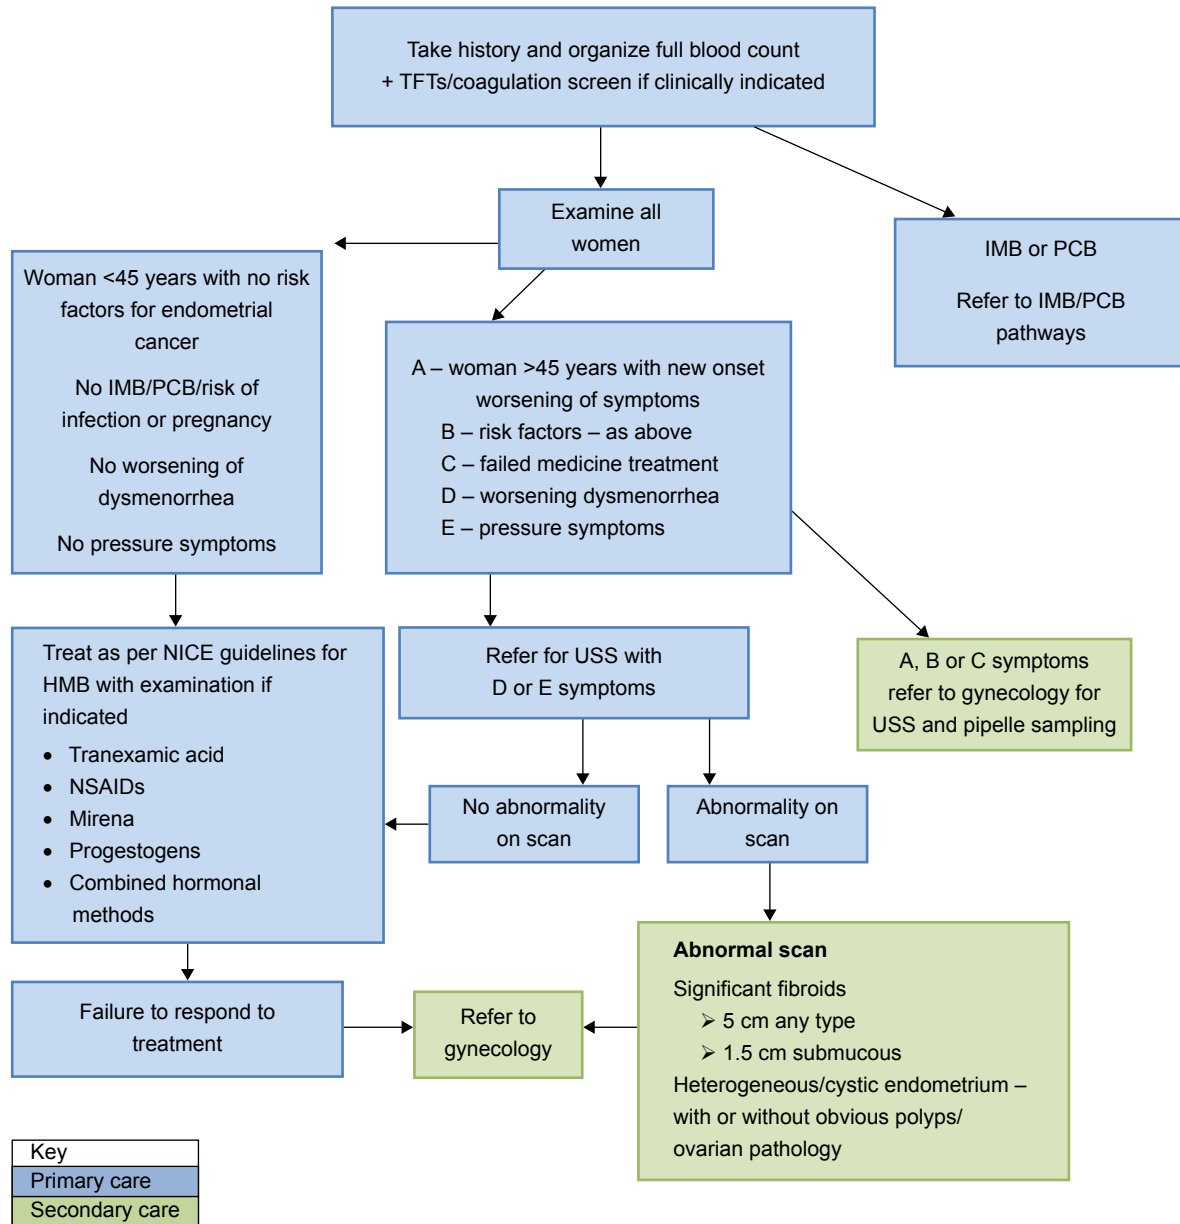 Take history and organize full blood count
+ TFTs/coagulation screen if clinically indicated
Examine all
women
IMB or PCB
Refer to IMB/PCB
pathways
Woman <45 years with no risk
factors for endometrial
cancer
No IMB/PCB/risk of
infection or pregnancy
No worsening of
dysmenorrhea
No pressure symptoms
A – woman >45 years with new onset
worsening of symptoms
B – risk factors – as above
C – failed medicine treatment
D – worsening dysmenorrhea
E – pressure symptoms
Treat as per NICE guidelines for
HMB with examination if
indicated
• Tranexamic acid
• NSAIDs
• Mirena
• Progestogens
• Combined hormonal
methods
Refer for USS with
D or E symptoms
A, B or C symptoms
refer to gynecology for
USS and pipelle sampling
No abnormality
on scan
Abnormality on
scan
Abnormal scan
Significant fibroids
➢ 5 cm any type
➢ 1.5 cm submucous
Heterogeneous/cystic endometrium –
with or without obvious polyps/
ovarian pathology
Failure to respond to
treatment
Refer to
gynecology
Key
Primary care
Secondary care